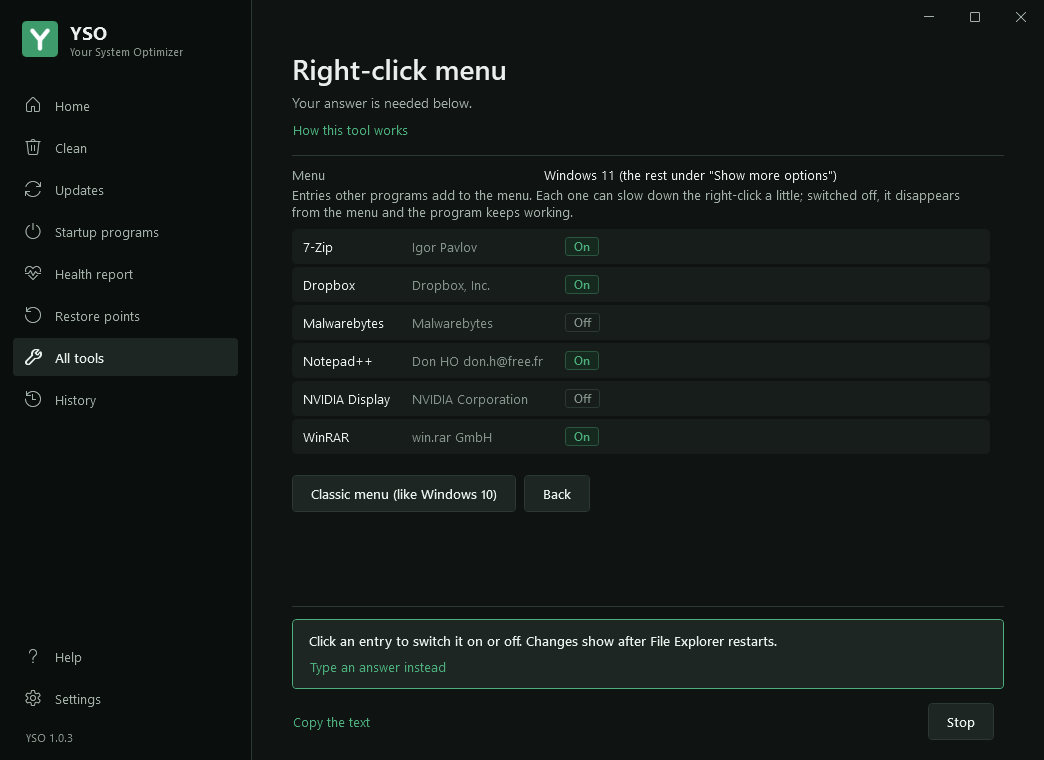 YSO
Your System Optimizer
Home
Clean
Updates
Startup programs
Health report
Restore points
All tools
History
Help
Settings
YSO 1.0.3
Right-click menu
Your answer is needed below.
How this tool works
Menu Windows 11 (the rest under "Show more options")
Entries other programs add to the menu. Each one can slow down the right-click a little; switched off, it disappears
from the menu and the program keeps working.
7-Zip Igor Pavlov On
Dropbox Dropbox, Inc. On
Malwarebytes Malwarebytes Off
Notepad++ Don HO don.h@free.fr On
NVIDIA Display NVIDIA Corporation Off
WinRAR win.rar GmbH On
Classic menu (like Windows 10) Back
Click an entry to switch it on or off. Changes show after File Explorer restarts.
Type an answer instead
Copy the text Stop